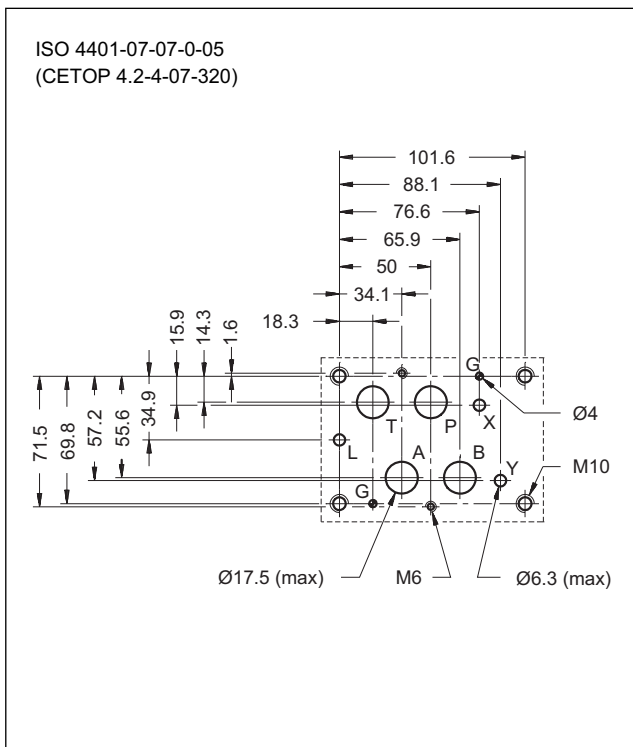 ISO 4401-07-07-0-05
(CETOP 4.2-4-07-320)
101.6
88.1
76.6
65.9
50
34.1
18.3
15.9
14.3
1.6
G
Ø4
T
P
X
71.5
69.8
57.2
55.6
34.9
L
A
B
Y
M10
G
Ø17.5 (max)
M6
Ø6.3 (max)